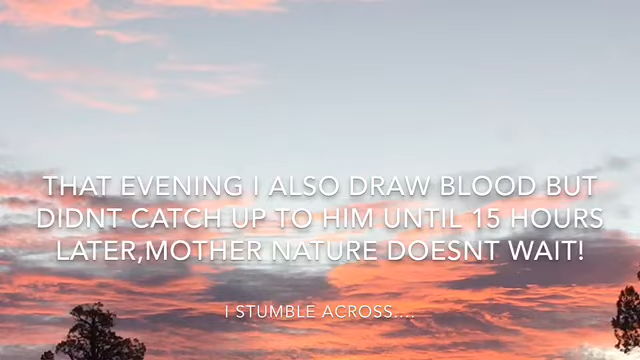 THAT EVENING I ALSO DRAW BLOOD BUT
DIDNT CATCH UP TO HIM UNTIL 15 HOURS
LATER,MOTHER NATURE DOESNT WAIT!
I STUMBLE ACROSS....